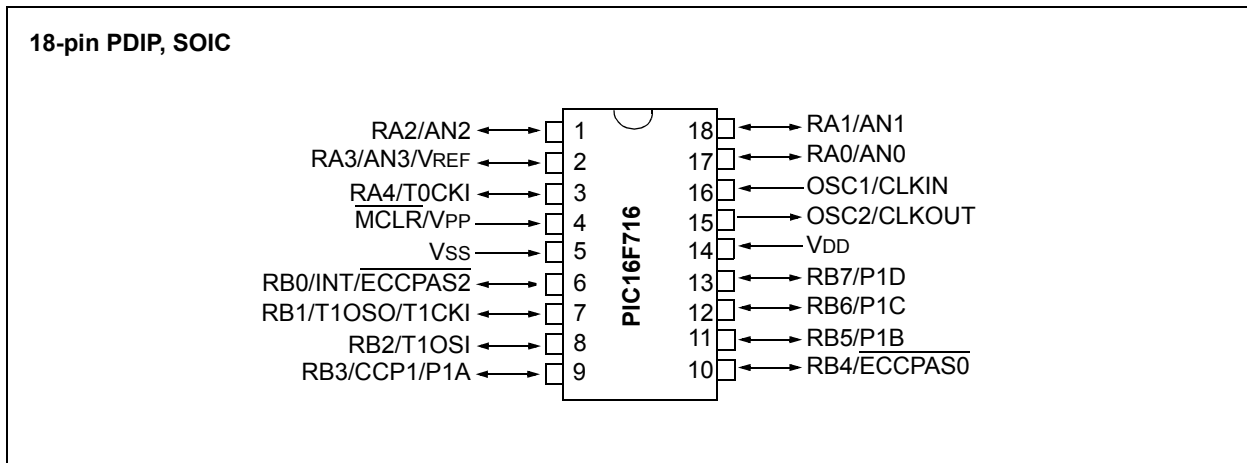 18-pin PDIP, SOIC
RA2/AN2 1 18 RA1/AN1
RA3/AN3/VREF 2 17 RA0/AN0
RA4/T0CKI 3 16 OSC1/CLKIN
MCLR/VPP 4 15 OSC2/CLKOUT
VSS 5 14 VDD
RB0/INT/ECCPAS2 6 13 RB7/P1D
RB1/T1OSO/T1CKI 7 12 RB6/P1C
RB2/T1OSI 8 11 RB5/P1B
RB3/CCP1/P1A 9 10 RB4/ECCPAS0
PIC16F716